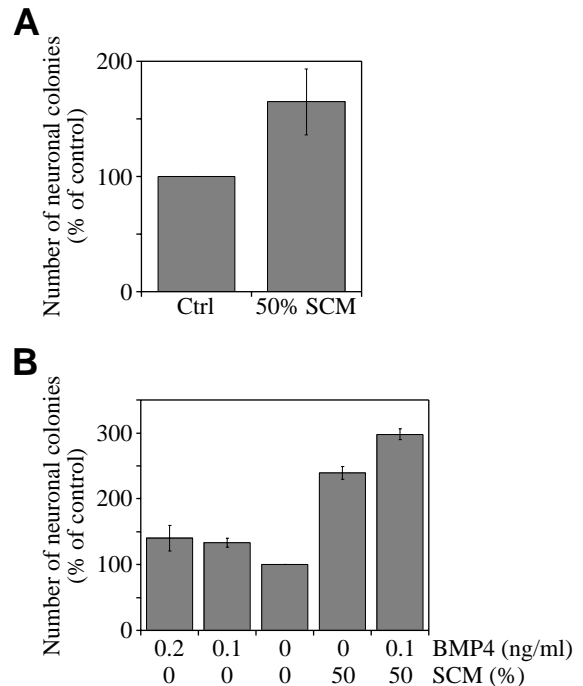 A
Number of neuronal colonies
(% of control)
200
100
0
Ctrl 50% SCM
B
Number of neuronal colonies
(% of control)
300
200
100
0
0.2 0.1 0 0 0.1 BMP4 (ng/ml)
0 0 0 50 50 SCM (%)